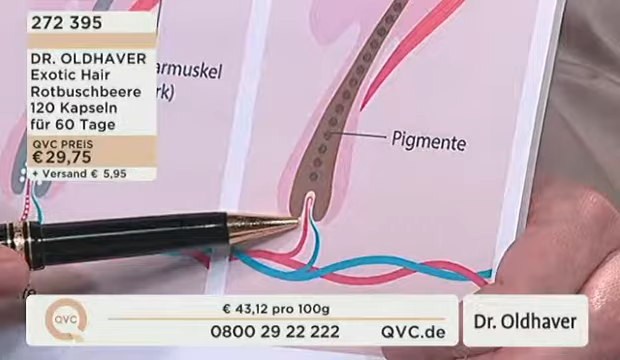 272 395
DR. OLDHAVER
Exotic Hair
Rotbuschbeere
120 Kapseln
für 60 Tage
QVC PREIS
€29,75
+ Versand € 5,95
armuskel
rk)
Pigmente
QVC
€ 43,12 pro 100g
0800 29 22 222 QVC.de
Dr. Oldhaver